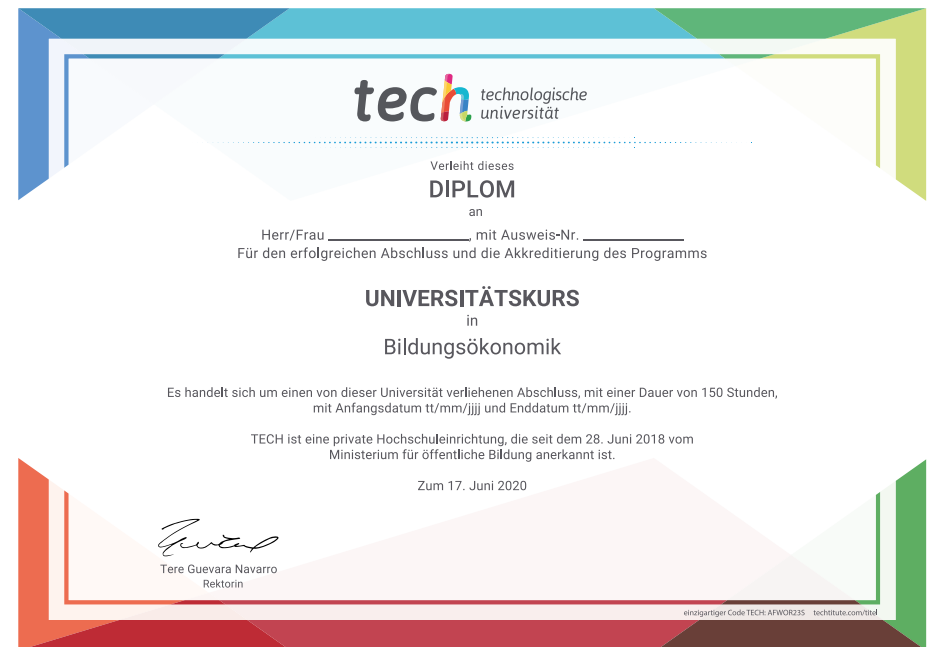 tech technologische
universität
Verleiht dieses
DIPLOM
an
Herr/Frau ____________________, mit Ausweis-Nr. ______________
Für den erfolgreichen Abschluss und die Akkreditierung des Programms
UNIVERSITÄTSKURS
in
Bildungsökonomik
Es handelt sich um einen von dieser Universität verliehenen Abschluss, mit einer Dauer von 150 Stunden,
mit Anfangsdatum tt/mm/jjjj und Enddatum tt/mm/jjjj.
TECH ist eine private Hochschuleinrichtung, die seit dem 28. Juni 2018 vom
Ministerium für öffentliche Bildung anerkannt ist.
Zum 17. Juni 2020
Tere Guevara Navarro
Rektorin
einzigartiger Code TECH: AFWOR23S techtitute.com/titel